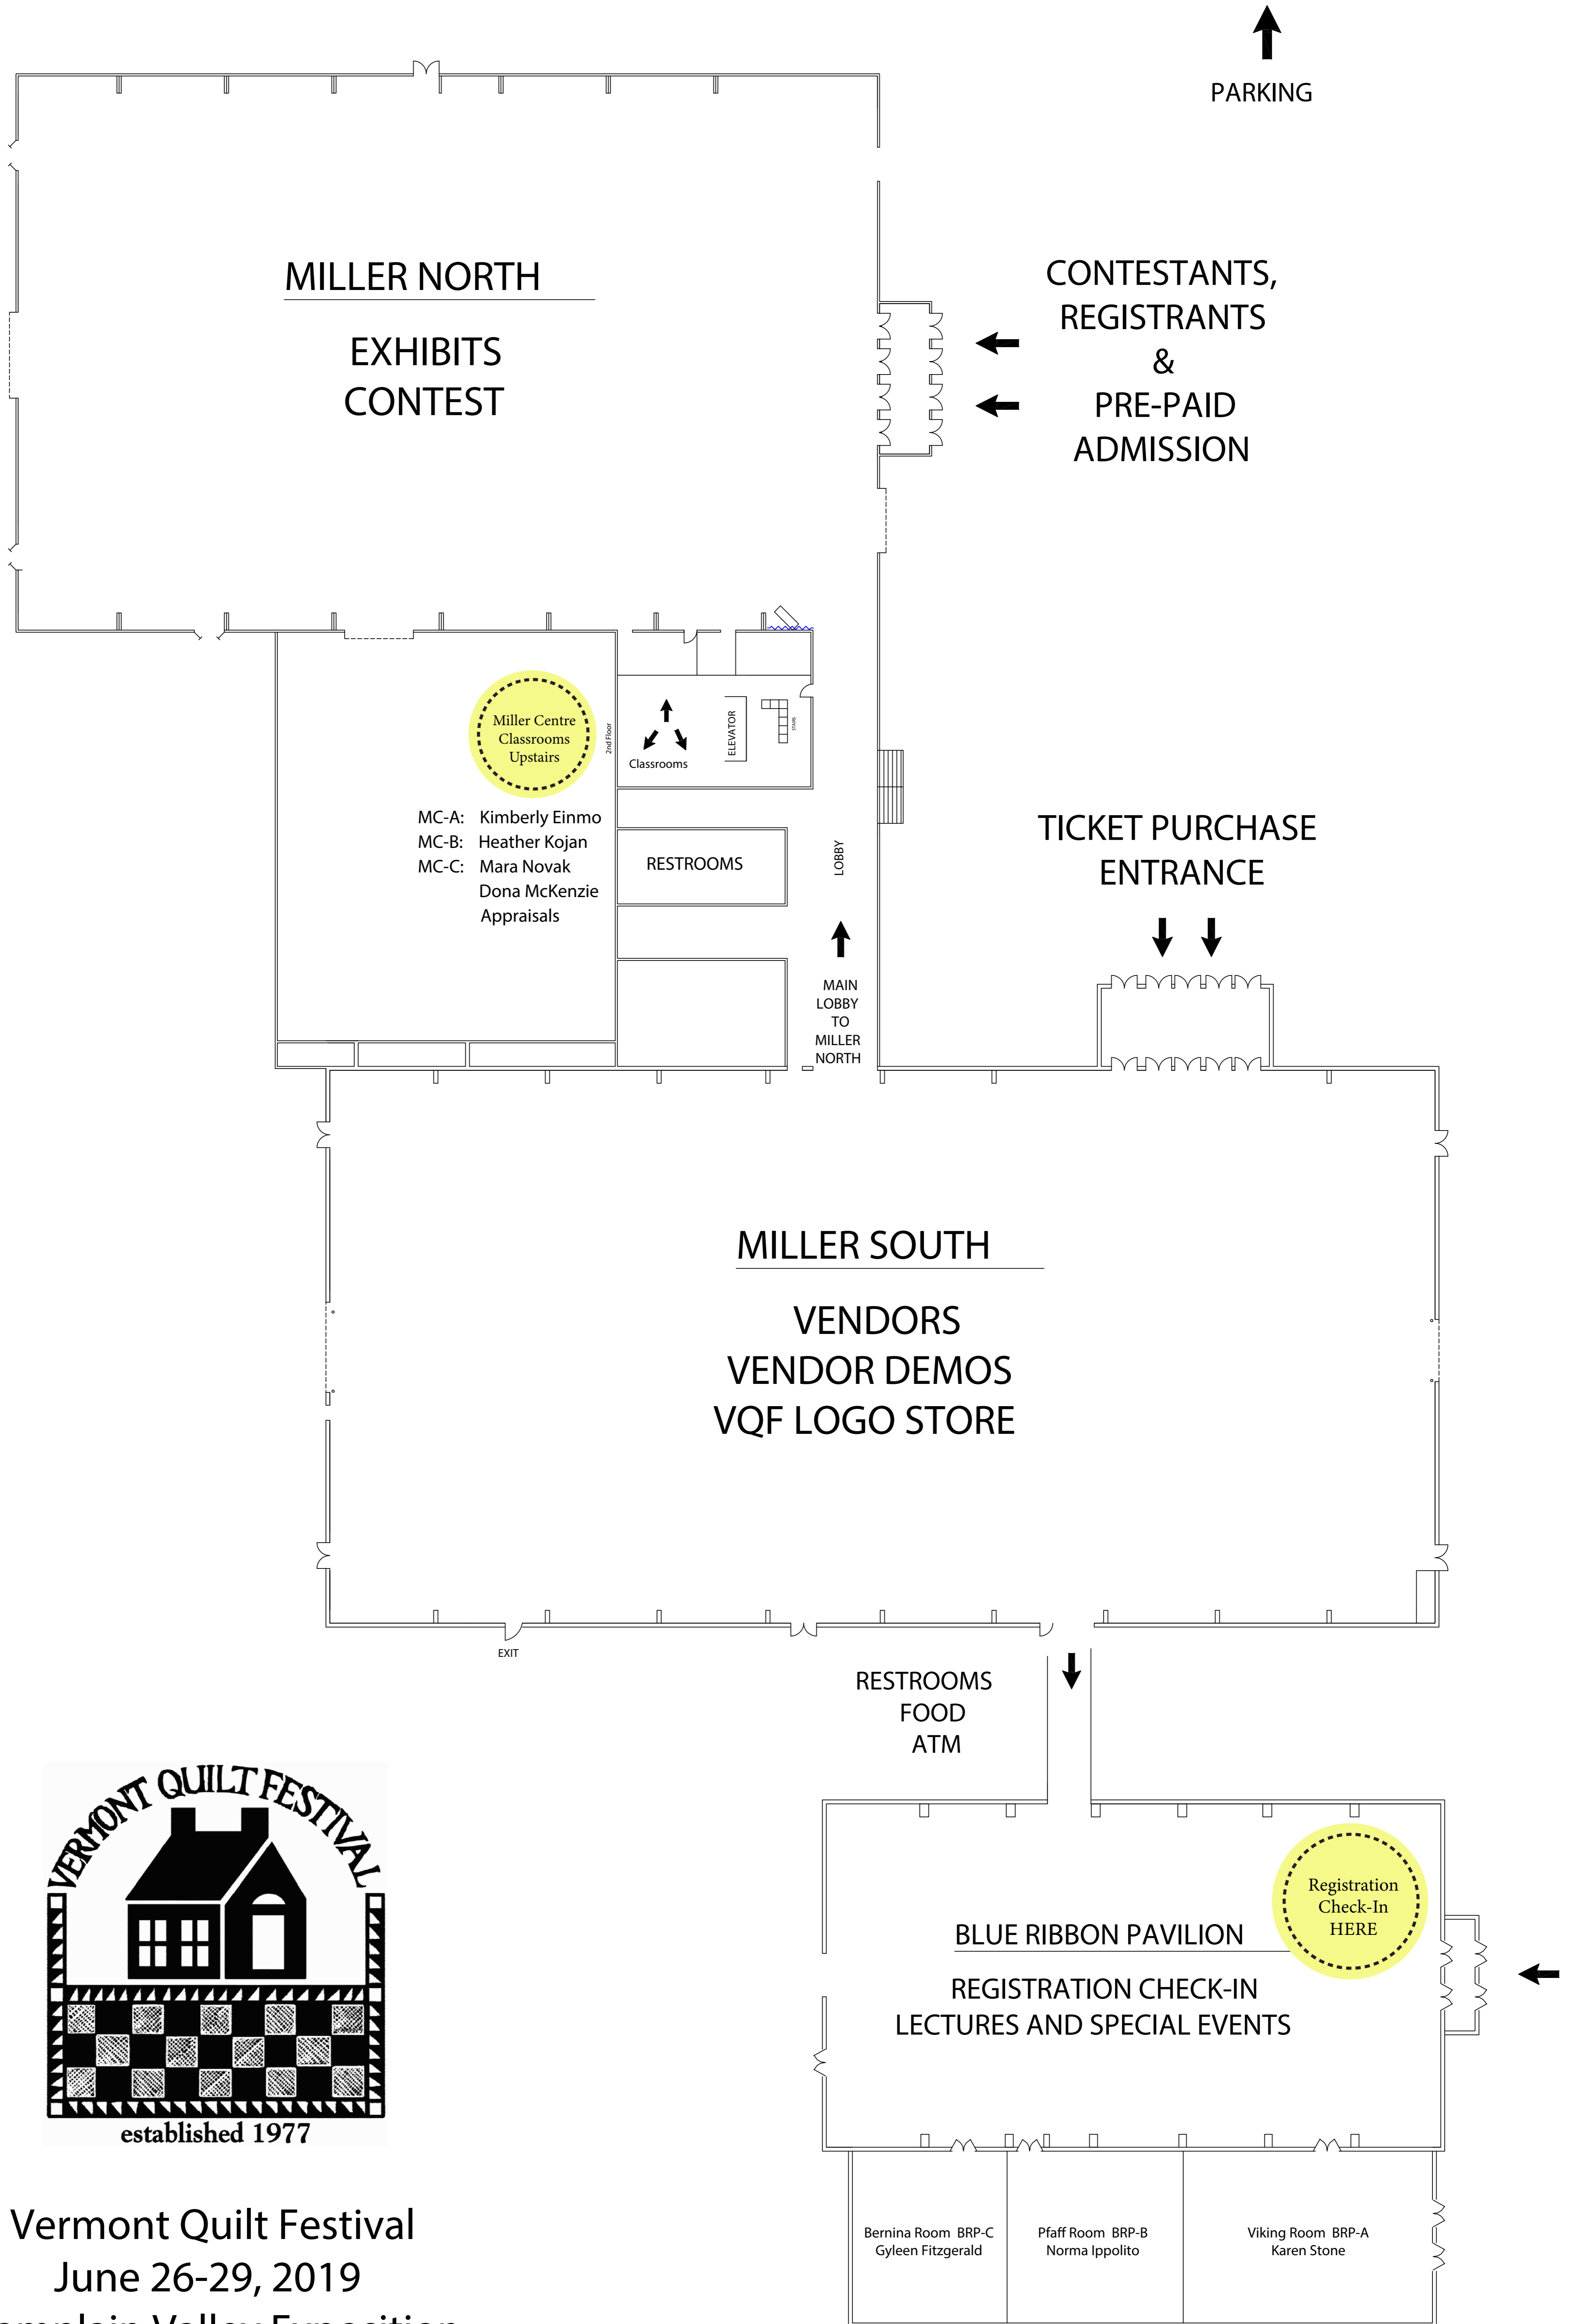 PARKING
MILLER NORTH
EXHIBITS
CONTEST
CONTESTANTS,
REGISTRANTS
&
PRE-PAID
ADMISSION
Miller Centre
Classrooms
Upstairs
2nd Floor
Classrooms
ELEVATOR
STAIRS
MC-A: Kimberly Einmo
MC-B: Heather Kojan
MC-C: Mara Novak
Dona McKenzie
Appraisals
RESTROOMS
LOBBY
MAIN
LOBBY
TO
MILLER
NORTH
TICKET PURCHASE
ENTRANCE
MILLER SOUTH
VENDORS
VENDOR DEMOS
VQF LOGO STORE
EXIT
RESTROOMS
FOOD
ATM
Registration
Check-In
HERE
BLUE RIBBON PAVILION
REGISTRATION CHECK-IN
LECTURES AND SPECIAL EVENTS
Bernina Room BRP-C
Gyleen Fitzgerald
Pfaff Room BRP-B
Norma Ippolito
Viking Room BRP-A
Karen Stone
VERMONT QUILT FESTIVAL
established 1977
Vermont Quilt Festival
June 26-29, 2019
Valley Exposition